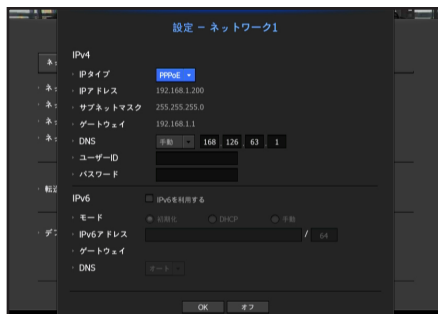 設定 － ネットワーク1
IPv4
・ IPタイプ PPPoE
・ IPアドレス 192.168.1.200
・ サブネットマスク 255.255.255.0
・ ゲートウェイ 192.168.1.1
・ DNS 手動 168 126 63 1
・ ユーザーID
・ パスワード
IPv6 IPv6を利用する
・ モード 初期化 DHCP 手動
・ IPv6アドレス / 64
・ ゲートウェイ
・ DNS オート
OK オフ